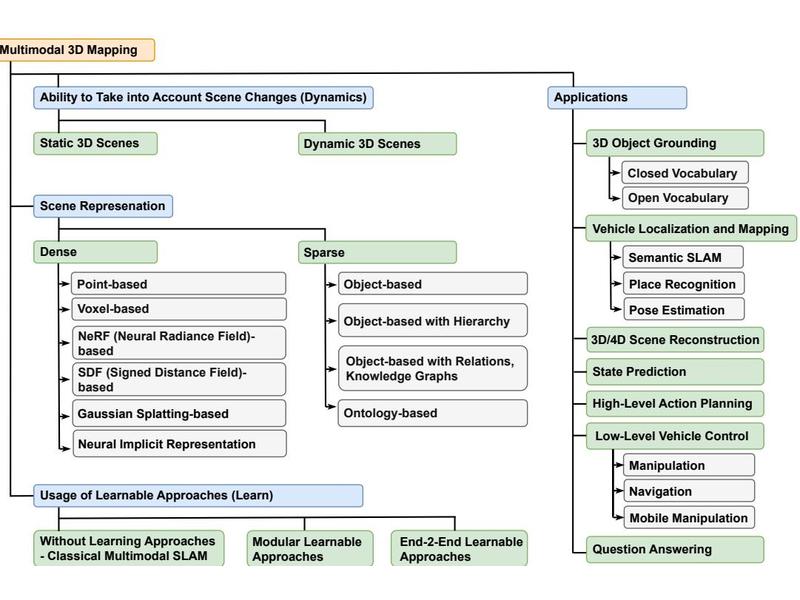 Multimodal 3D Mapping
Ability to Take into Account Scene Changes (Dynamics)
Static 3D Scenes
Dynamic 3D Scenes
Scene Represenation
Dense
Point-based
Voxel-based
NeRF (Neural Radiance Field)-
based
SDF (Signed Distance Field)-
based
Gaussian Splatting-based
Neural Implicit Representation
Sparse
Object-based
Object-based with Hierarchy
Object-based with Relations,
Knowledge Graphs
Ontology-based
Usage of Learnable Approaches (Learn)
Without Learning Approaches
- Classical Multimodal SLAM
Modular Learnable
Approaches
End-2-End Learnable
Approaches
Applications
3D Object Grounding
Closed Vocabulary
Open Vocabulary
Vehicle Localization and Mapping
Semantic SLAM
Place Recognition
Pose Estimation
3D/4D Scene Reconstruction
State Prediction
High-Level Action Planning
Low-Level Vehicle Control
Manipulation
Navigation
Mobile Manipulation
Question Answering